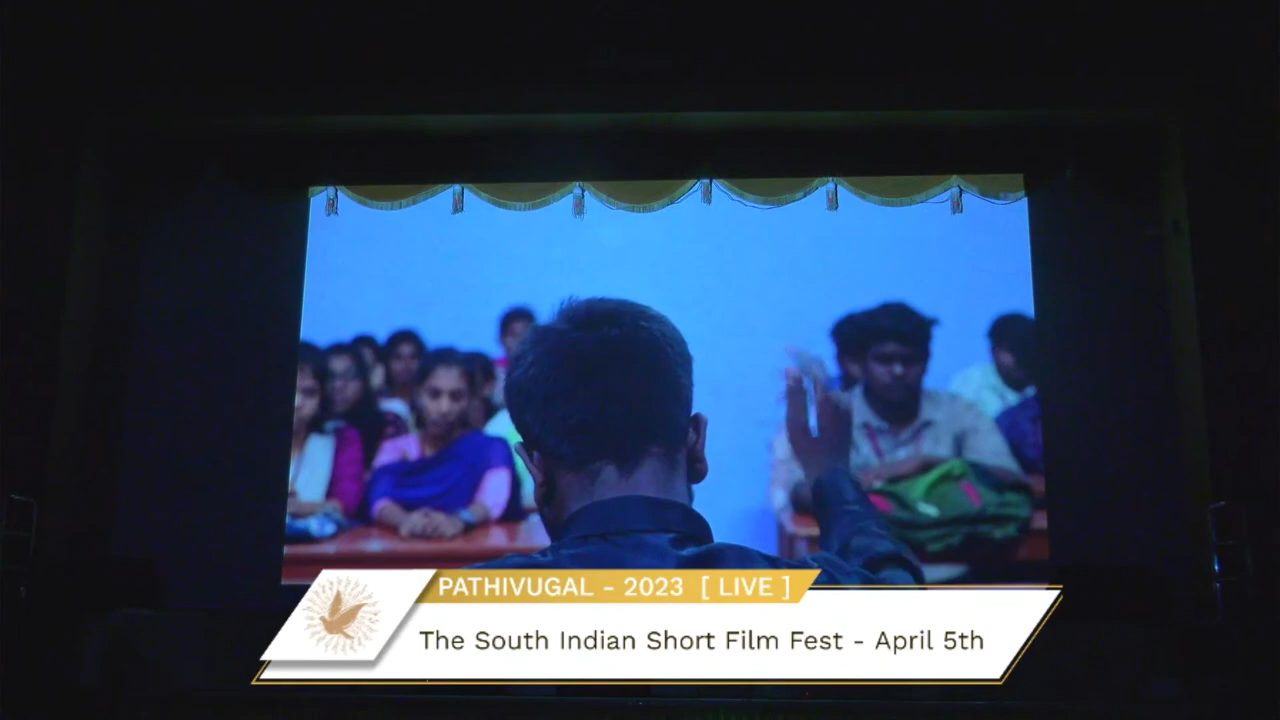 PATHIVUGAL - 2023 [ LIVE ]
The South Indian Short Film Fest - April 5th